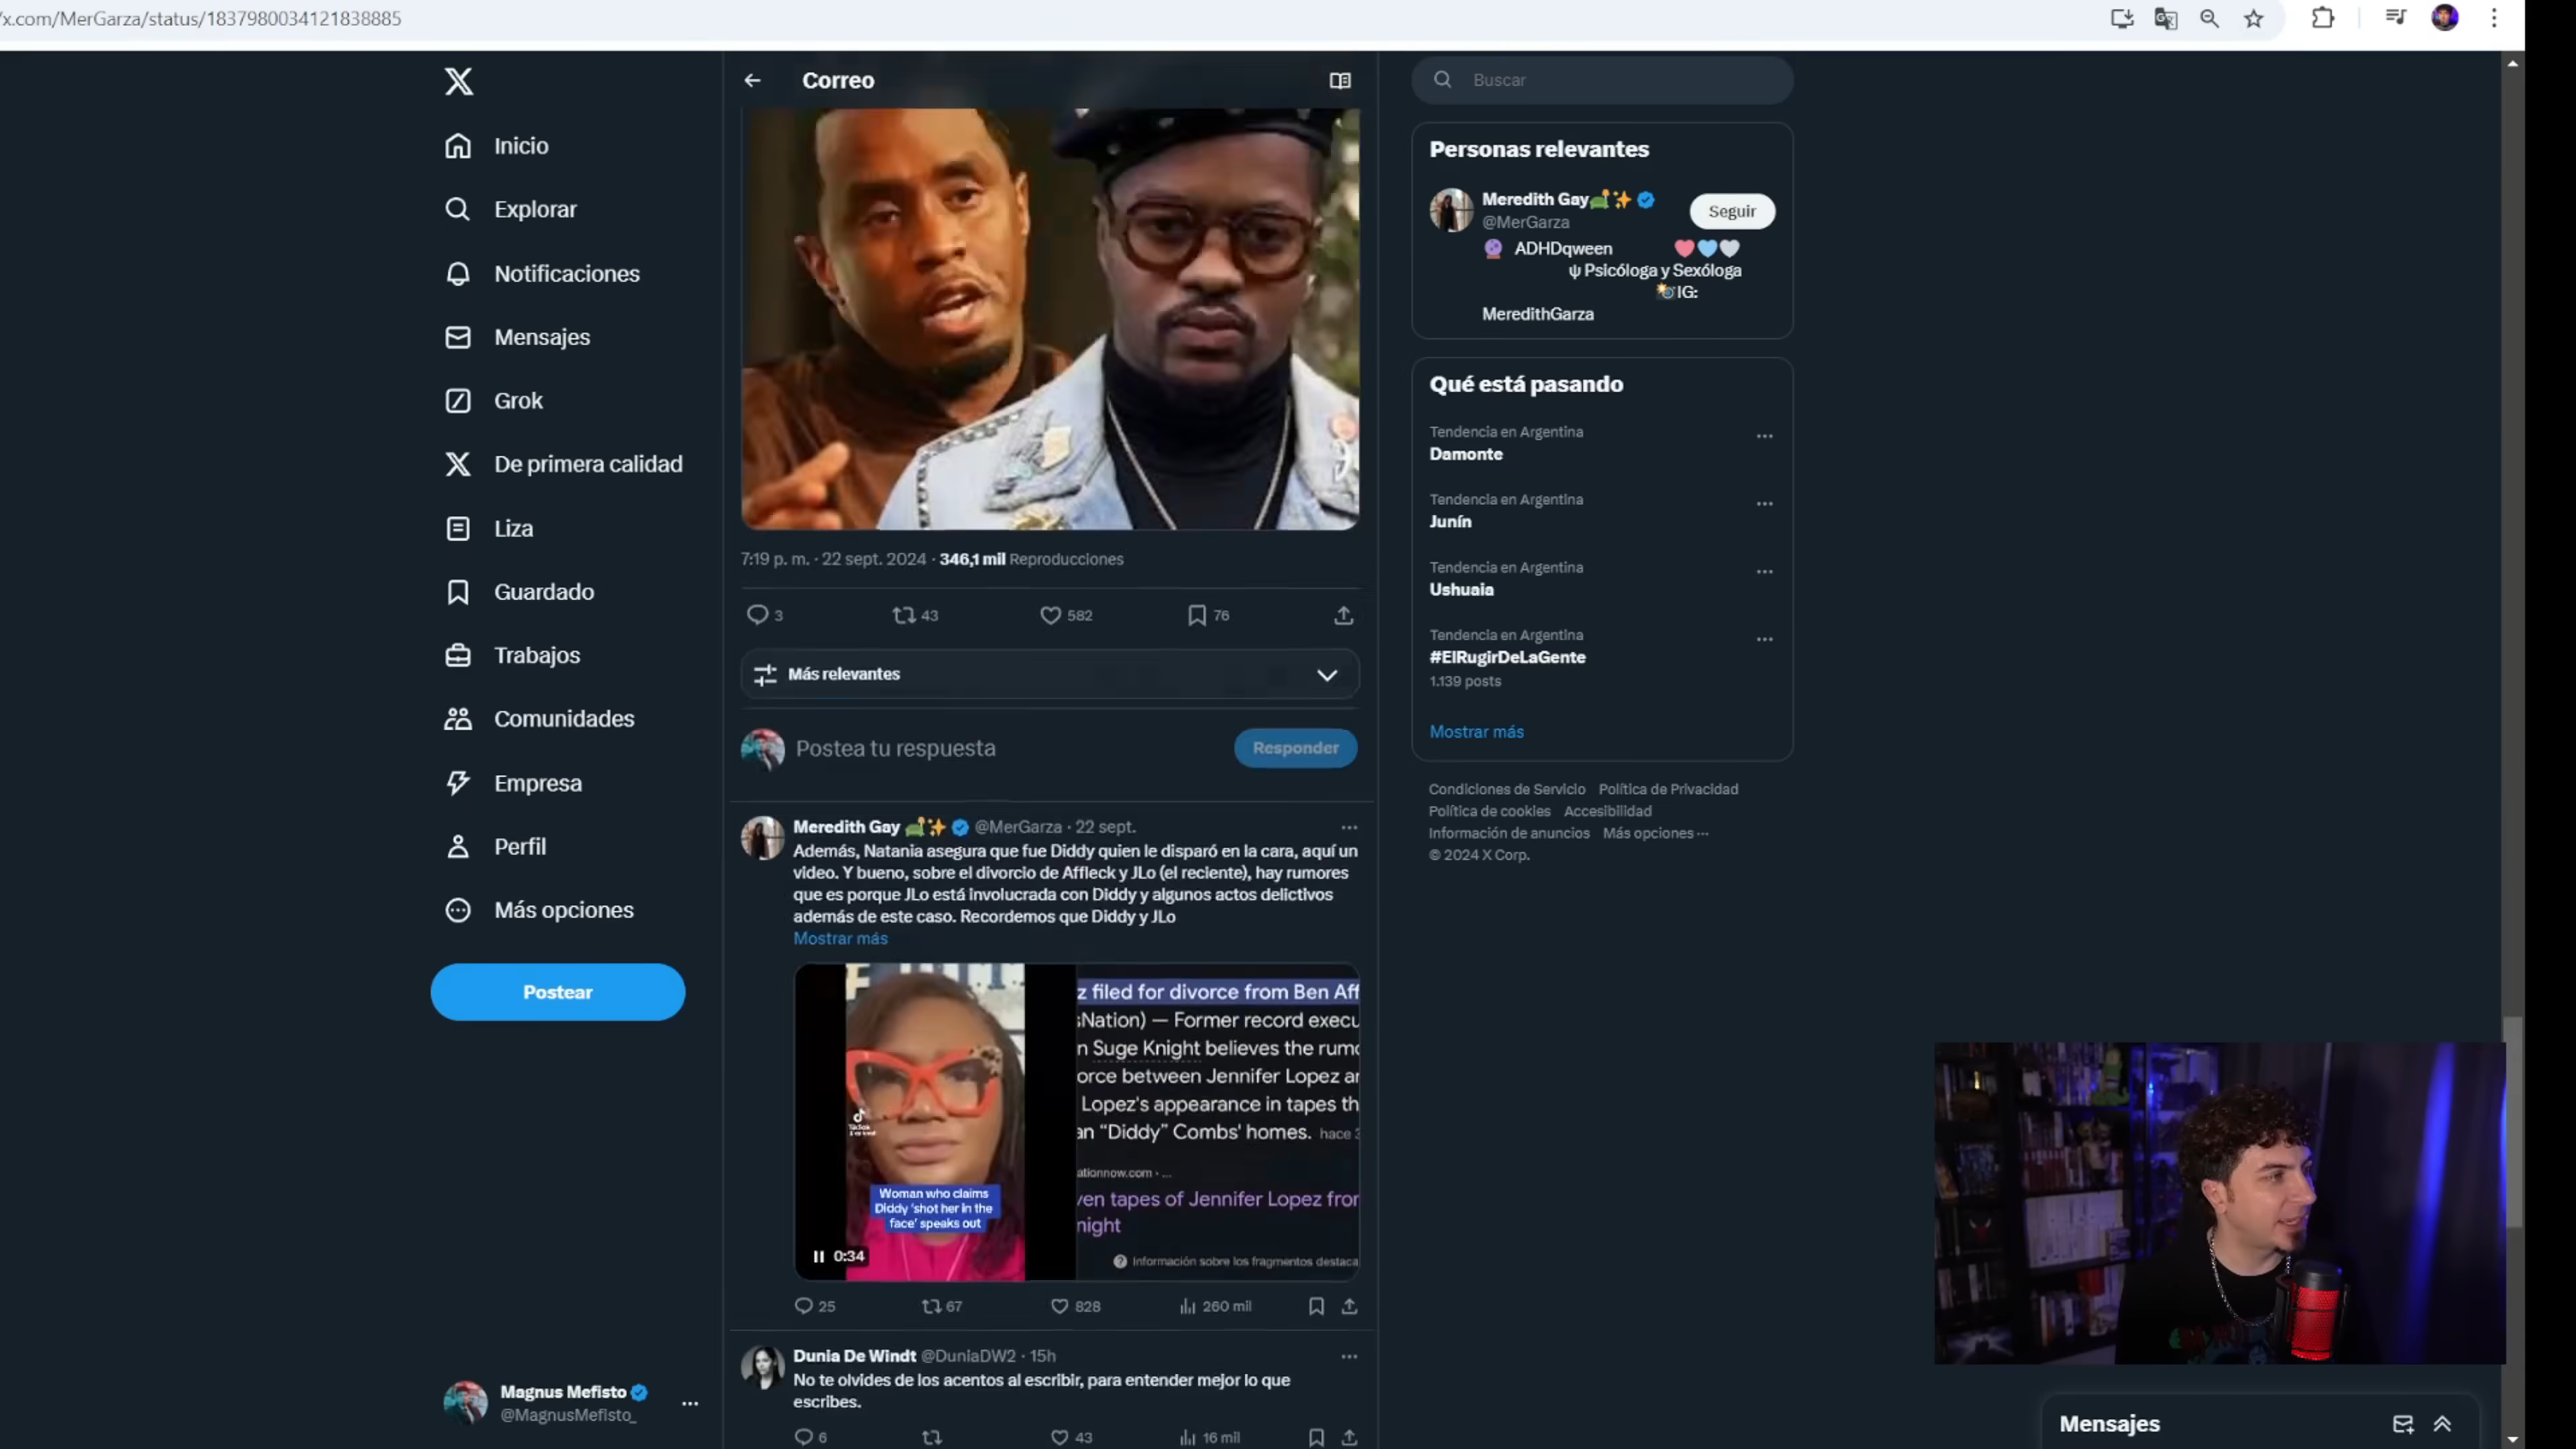 /x.com/MerGarza/status/1837980034121838885
Inicio
Explorar
Notificaciones
Mensajes
Grok
De primera calidad
Liza
Guardado
Trabajos
Comunidades
Empresa
Perfil
Más opciones
Postear
Magnus Mefisto
@MagnusMefisto_
Correo
7:19 p. m. · 22 sept. 2024 · 346,1 mil Reproducciones
3 43 582 76
Más relevantes
Postea tu respuesta
Responder
Meredith Gay @MerGarza · 22 sept.
Además, Natania asegura que fue Diddy quien le disparó en la cara, aquí un
video. Y bueno, sobre el divorcio de Affleck y JLo (el reciente), hay rumores
que es porque JLo está involucrada con Diddy y algunos actos delictivos
además de este caso. Recordemos que Diddy y JLo
Mostrar más
TikTok
Woman who claims
Diddy 'shot her in the
face' speaks out
0:34
z filed for divorce from Ben Aff
sNation) — Former record execu
n Suge Knight believes the rumo
orce between Jennifer Lopez ar
Lopez's appearance in tapes th
an “Diddy” Combs' homes. hace 3
ationnow.com › ...
ven tapes of Jennifer Lopez fror
night
Información sobre los fragmentos destaca
25 67 828 260 mil
Dunia De Windt @DuniaDW2 · 15h
No te olvides de los acentos al escribir, para entender mejor lo que
escribes.
6 43 16 mil
Buscar
Personas relevantes
Meredith Gay
@MerGarza
Seguir
ADHDqween
ψ Psicóloga y Sexóloga
IG:
MeredithGarza
Qué está pasando
Tendencia en Argentina
Damonte
Tendencia en Argentina
Junín
Tendencia en Argentina
Ushuaia
Tendencia en Argentina
#ElRugirDeLaGente
1.139 posts
Mostrar más
Condiciones de Servicio Política de Privacidad
Política de cookies Accesibilidad
Información de anuncios Más opciones ···
© 2024 X Corp.
Mensajes